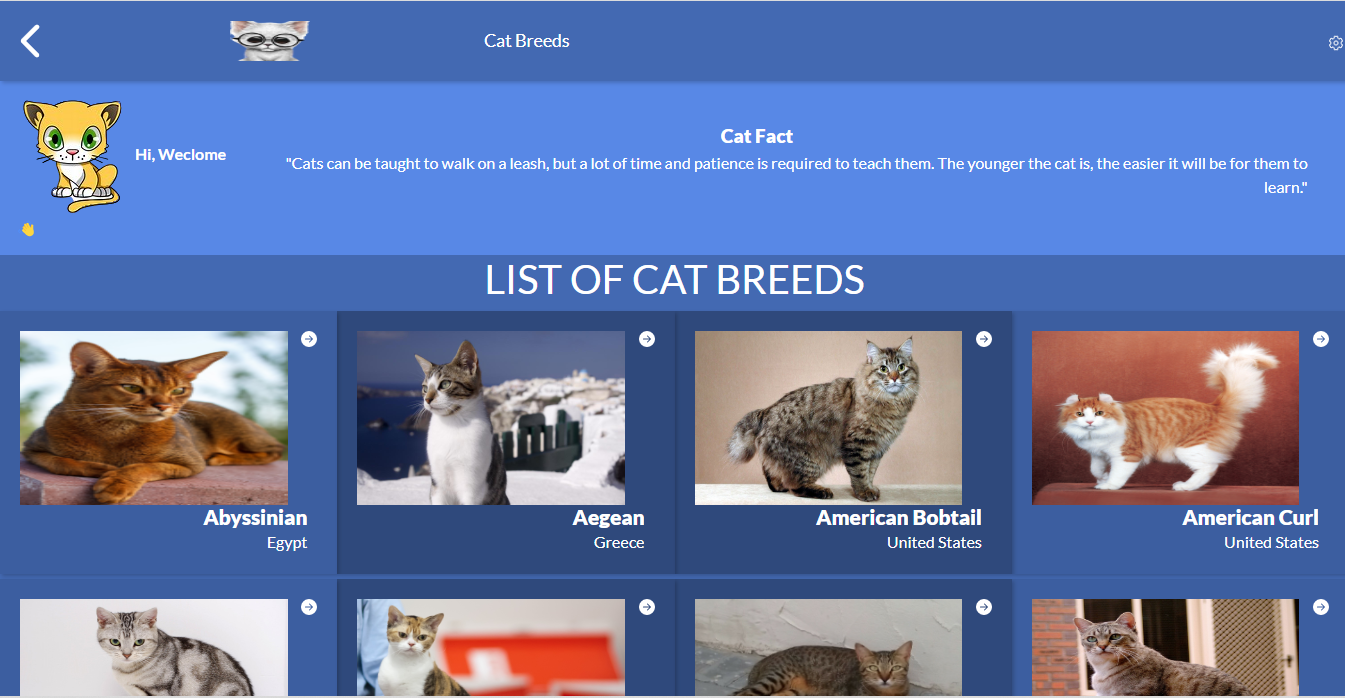 Cat Breeds
Hi, Weclome
Cat Fact
"Cats can be taught to walk on a leash, but a lot of time and patience is required to teach them. The younger the cat is, the easier it will be for them to
learn."
LIST OF CAT BREEDS
Abyssinian
Egypt
Aegean
Greece
American Bobtail
United States
American Curl
United States